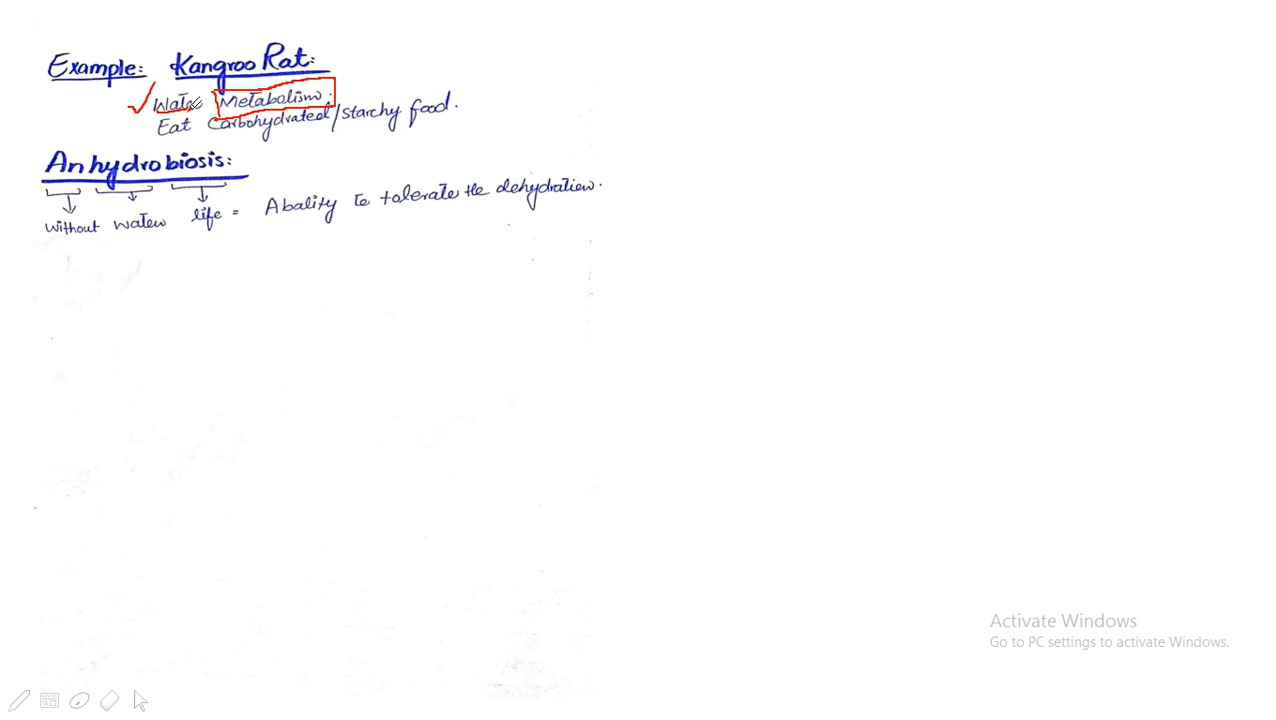 Example: Kangroo Rat:
Water Metabolism.
Eat Carbohydrated/starchy food.
Anhydrobiosis:
without water life = Abality to tolerate the dehydration.
Activate Windows
Go to PC settings to activate Windows.